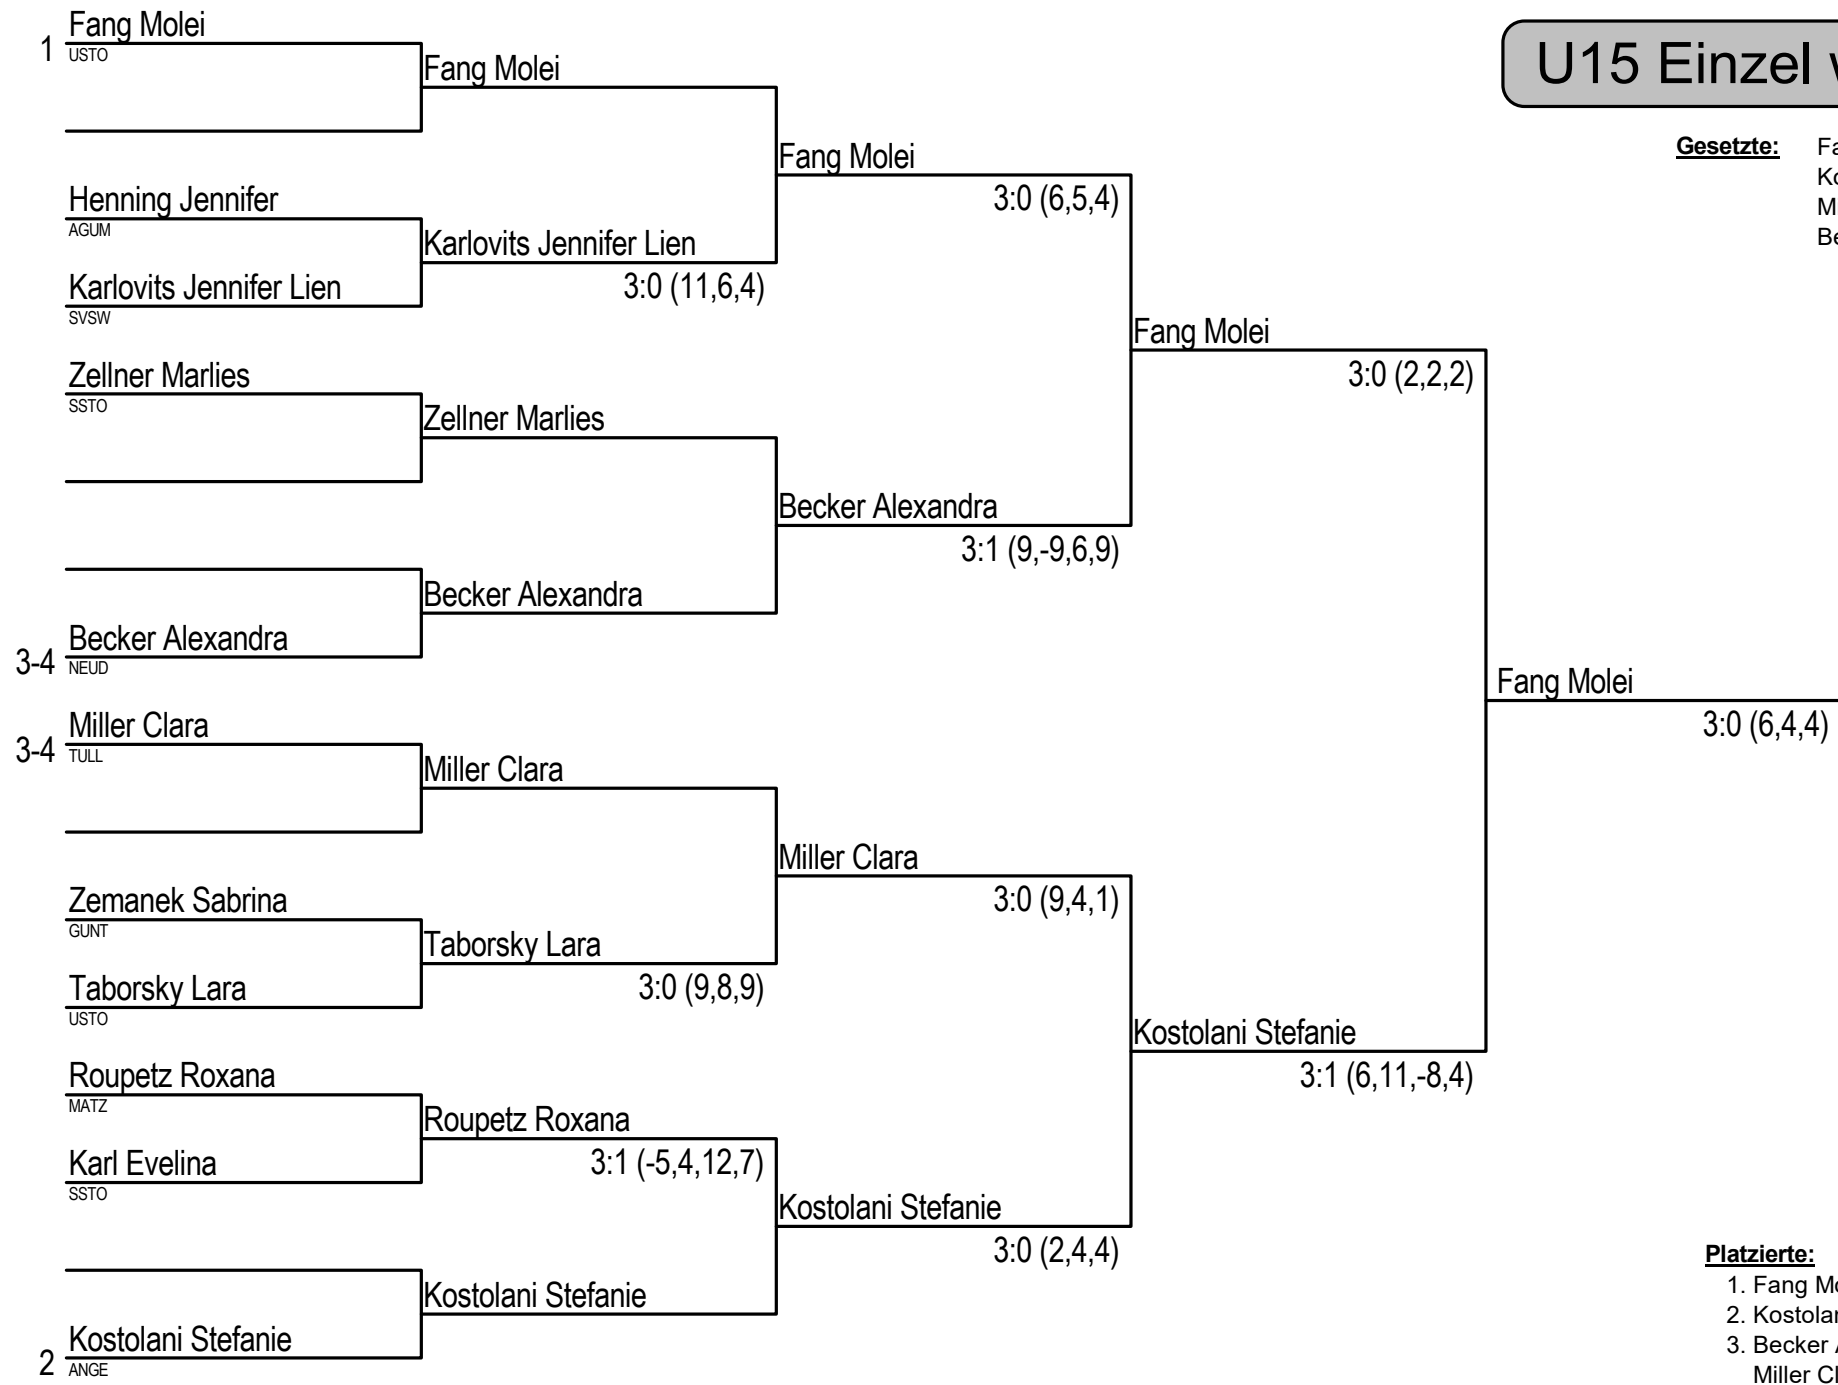 Fang Molei
1
USTO
Fang Molei
Fang Molei
3:0 (6,5,4)
Henning Jennifer
AGUM
Karlovits Jennifer Lien
3:0 (11,6,4)
Karlovits Jennifer Lien
SVSW
Fang Molei
3:0 (2,2,2)
Zellner Marlies
SSTO
Zellner Marlies
Becker Alexandra
3:1 (9,-9,6,9)
Becker Alexandra
Becker Alexandra
3-4
NEUD
Fang Molei
3:0 (6,4,4)
Miller Clara
3-4
TULL
Miller Clara
Miller Clara
3:0 (9,4,1)
Zemanek Sabrina
GUNT
Taborsky Lara
3:0 (9,8,9)
Taborsky Lara
USTO
Kostolani Stefanie
3:1 (6,11,-8,4)
Roupetz Roxana
MATZ
Roupetz Roxana
3:1 (-5,4,12,7)
Karl Evelina
SSTO
Kostolani Stefanie
3:0 (2,4,4)
Kostolani Stefanie
Kostolani Stefanie
2
ANGE
U15 Einzel
Gesetzte:
Platzierte:
1. Fang
2.
3. Becker
Miller